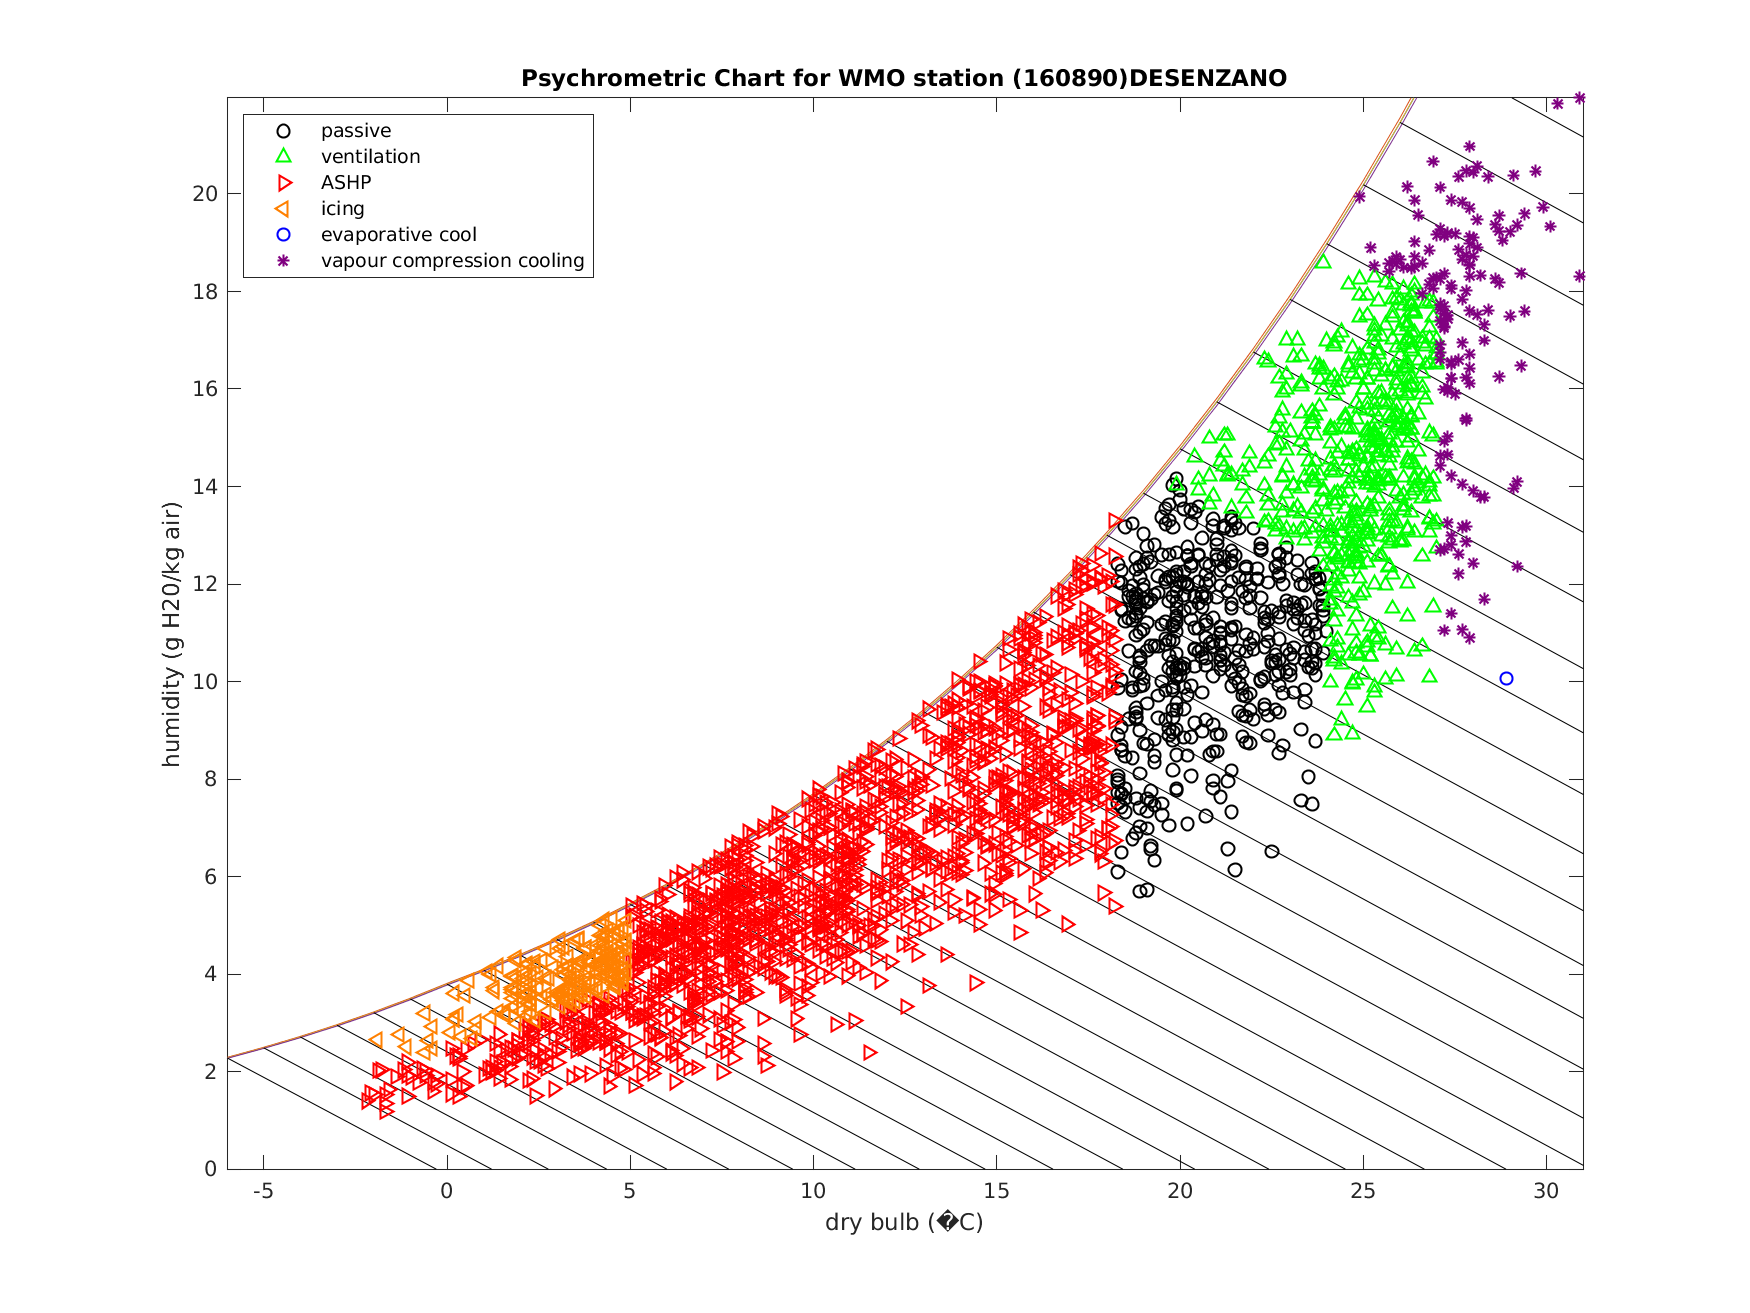 Psychrometric Chart for WMO station (160890)DESENZANO
passive
ventilation
ASHP
icing
evaporative cool
vapour compression cooling
humidity (g H20/kg air)
20
18
16
14
12
10
8
6
4
2
0
-5 0 5 10 15 20 25 30
dry bulb (�C)